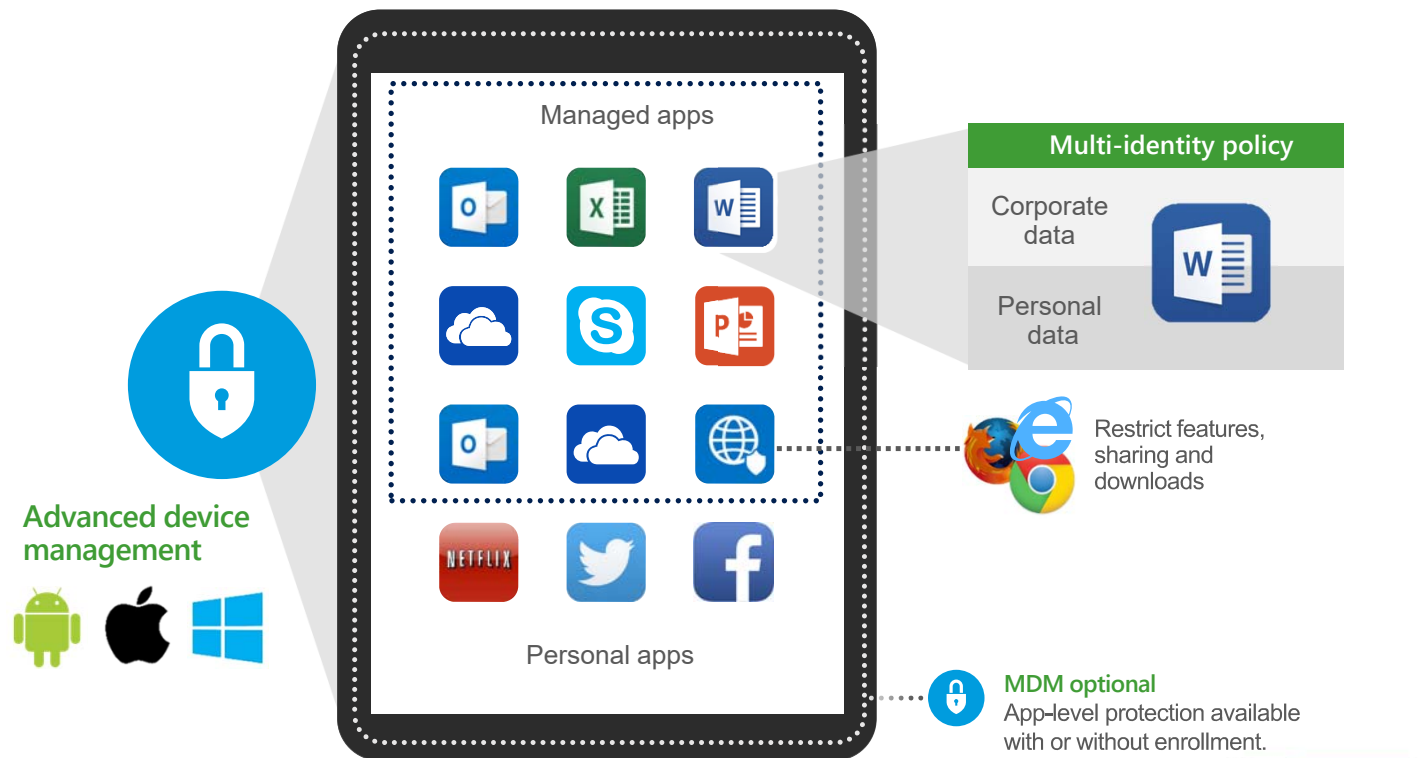 Managed apps
Multi-identity policy
Corporate
data
Personal
data
O
X
W
W
S
P
O
e
Restrict features,
sharing and
downloads
Advanced device
management
NETFLIX
f
Personal apps
MDM optional
App-level protection available
with or without enrollment.